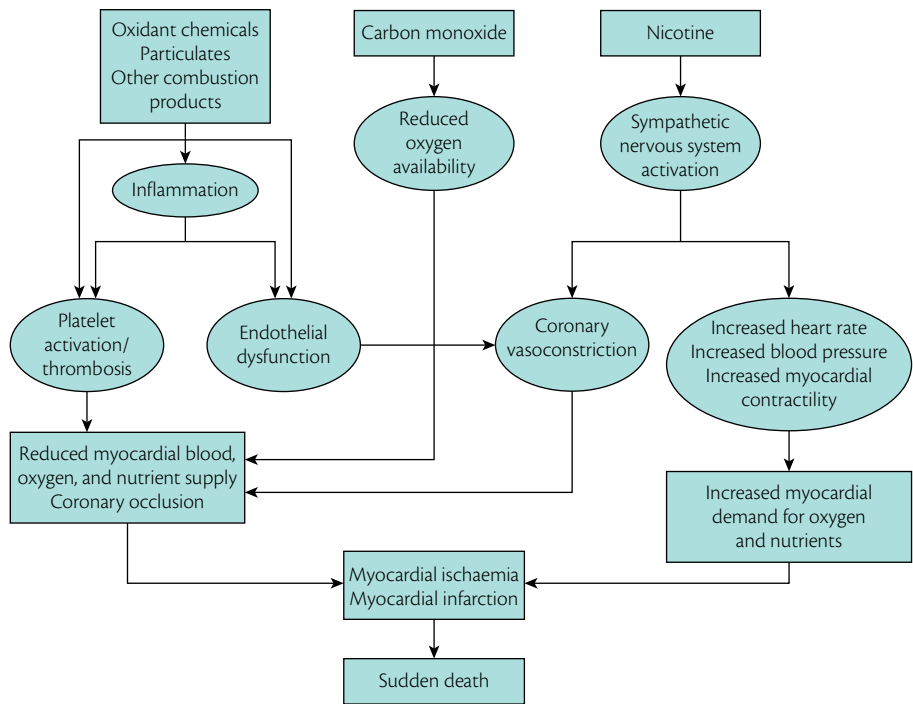 Oxidant chemicals
Particulates
Other combustion
products
Carbon monoxide
Nicotine
Reduced
oxygen
availability
Sympathetic
nervous system
activation
Inflammation
Platelet
activation/
thrombosis
Endothelial
dysfunction
Coronary
vasoconstriction
Increased heart rate
Increased blood pressure
Increased myocardial
contractility
Reduced myocardial blood,
oxygen, and nutrient supply
Coronary occlusion
Increased myocardial
demand for oxygen
and nutrients
Myocardial ischaemia
Myocardial infarction
Sudden death